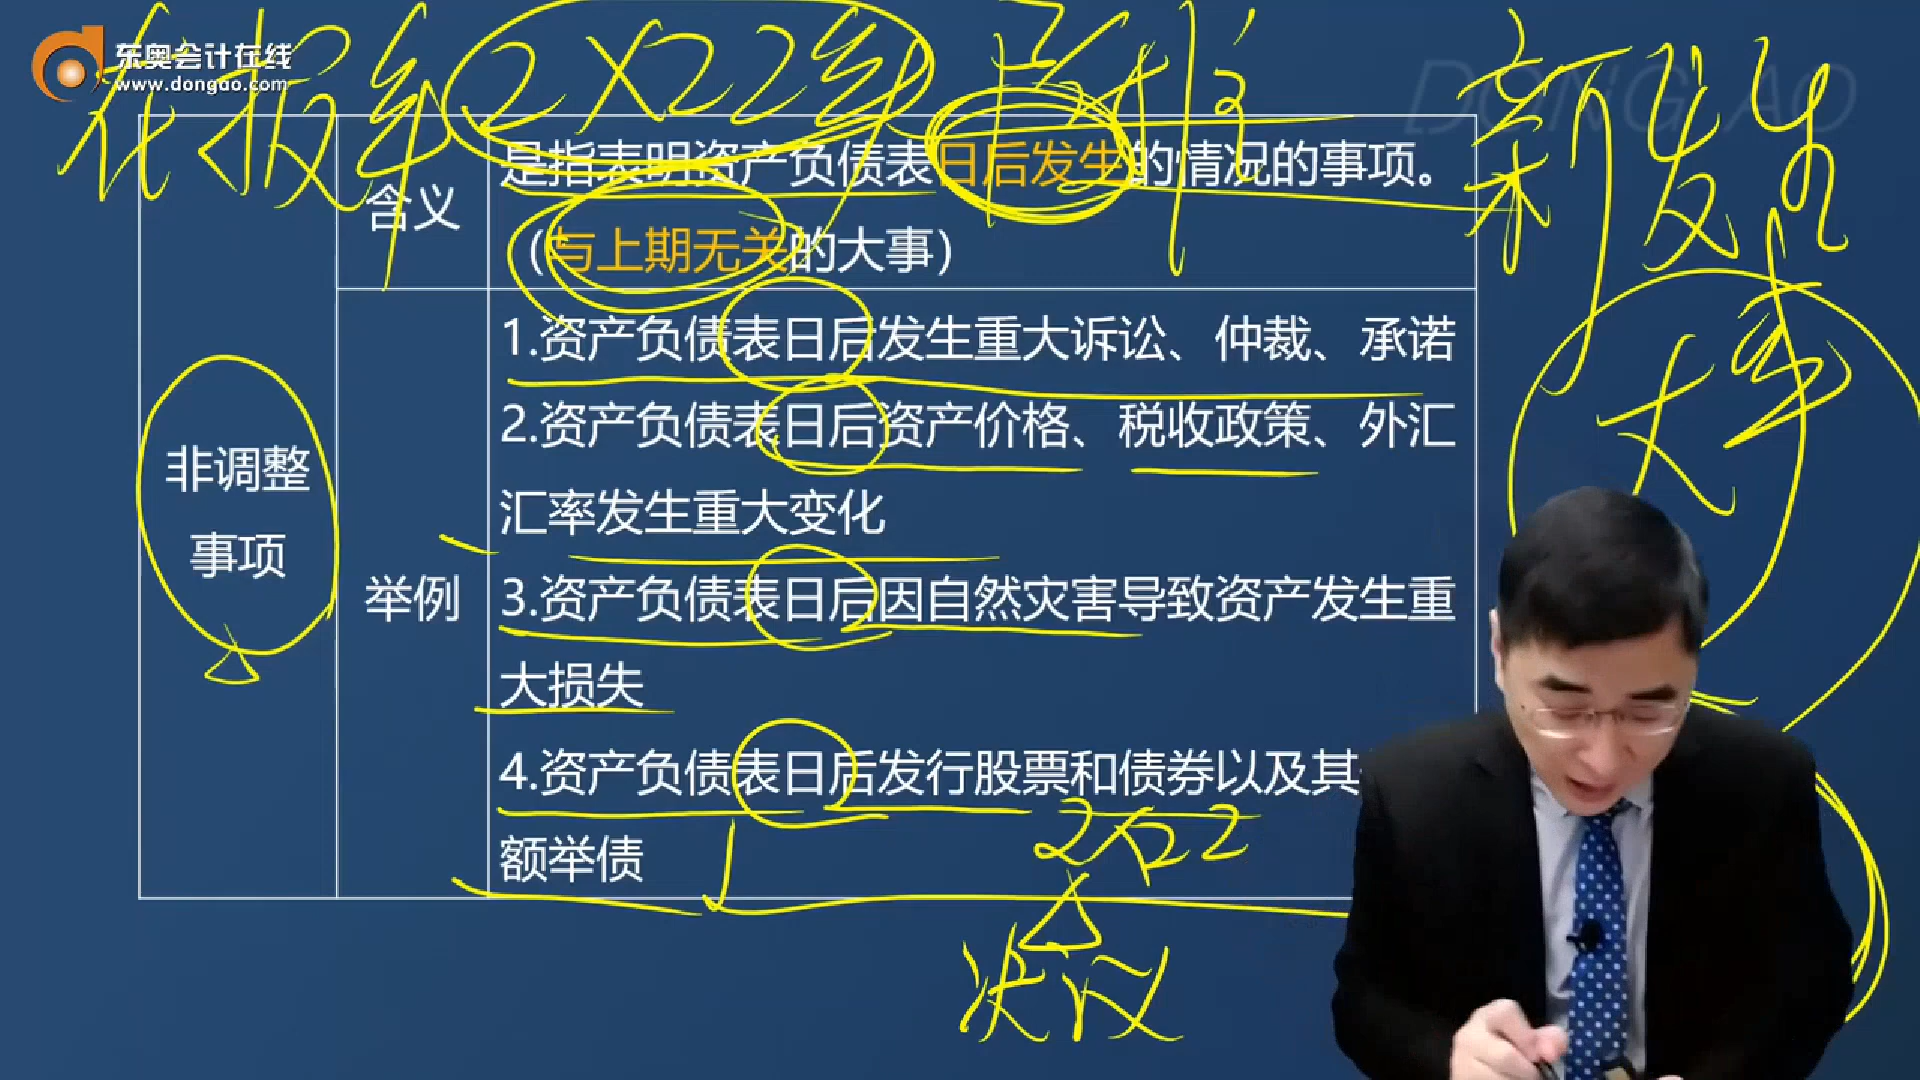 东奥会计在线
www.dongao.com
DONG AO
在报年 2X22年 新发生
大事
含义
是指表明资产负债表日后发生的情况的事项。
（与上期无关的大事）
非调整
事项
举例
1.资产负债表日后发生重大诉讼、仲裁、承诺
2.资产负债表日后资产价格、税收政策、外汇
汇率发生重大变化
3.资产负债表日后因自然灾害导致资产发生重
大损失
4.资产负债表日后发行股票和债券以及其
额举债
2X22
决议